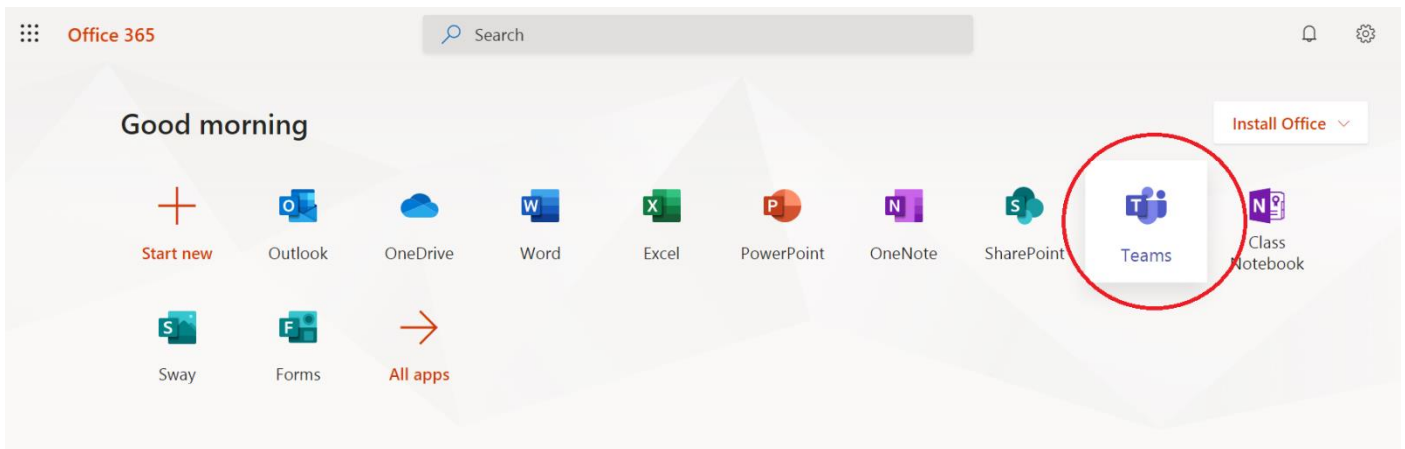 Office 365
Search
Good morning
Install Office
Start new
Outlook
OneDrive
Word
Excel
PowerPoint
OneNote
SharePoint
Teams
Class
Notebook
Sway
Forms
All apps